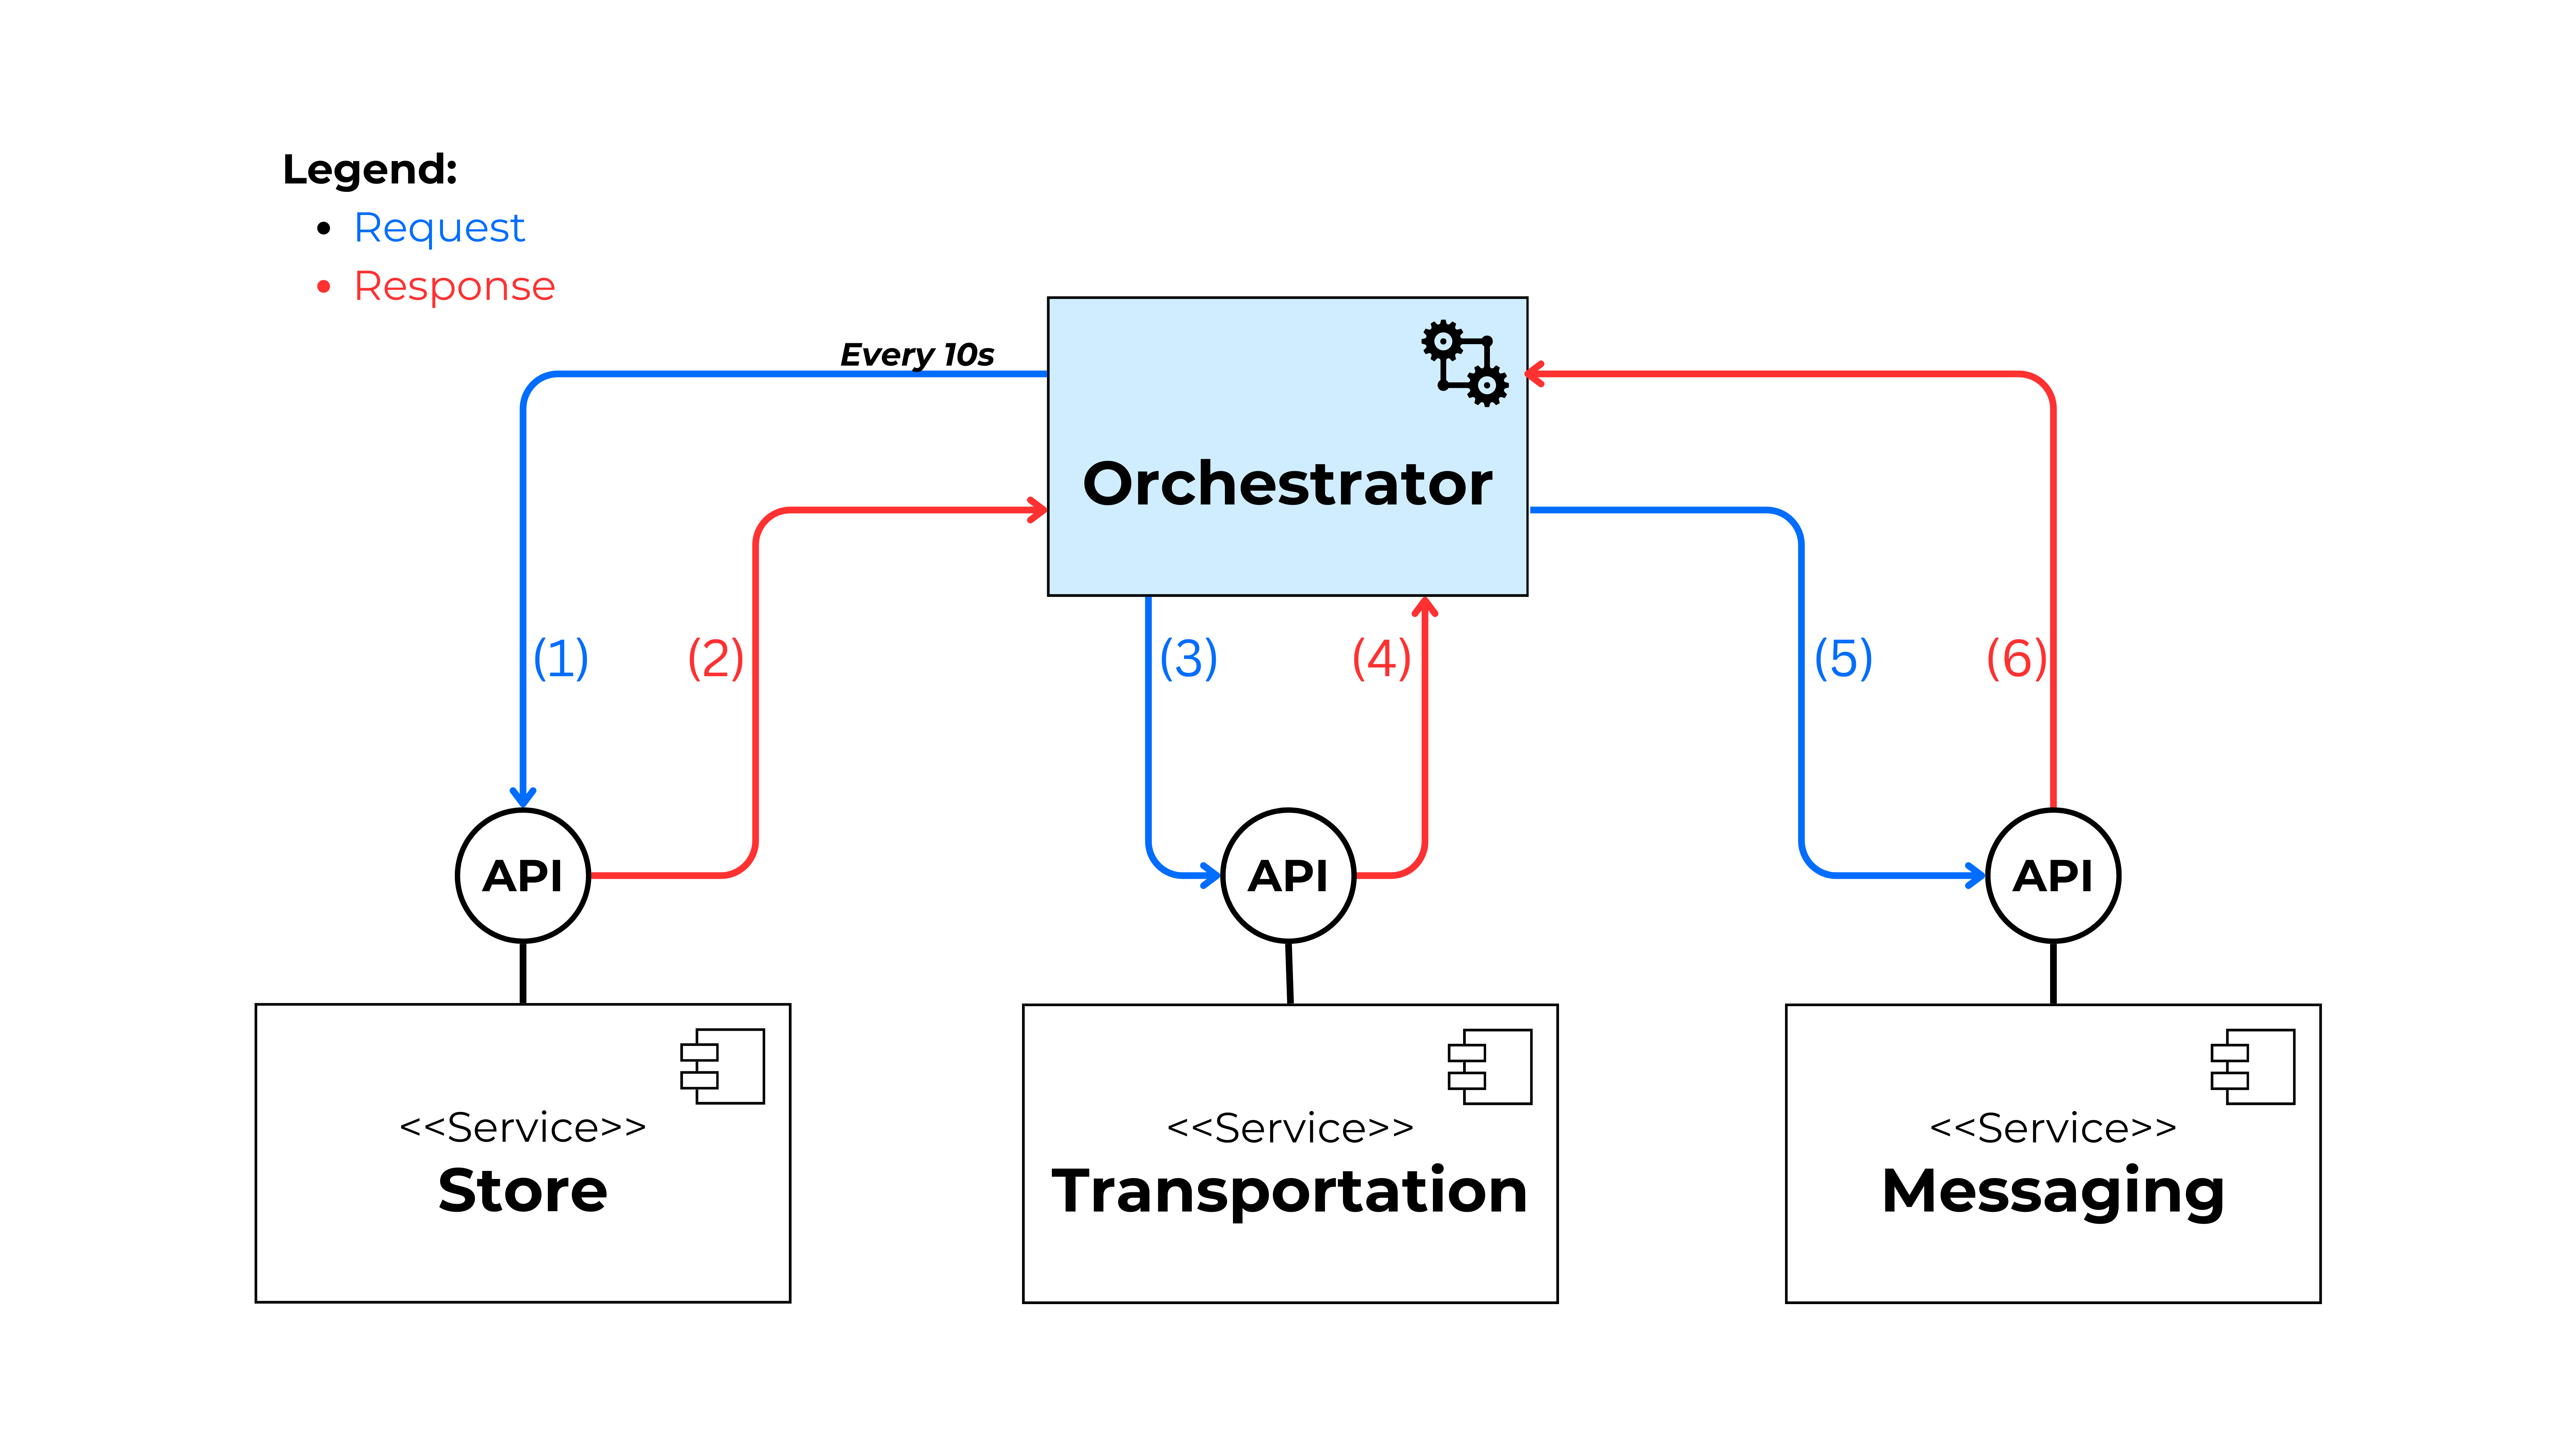 Legend:
Request
Response
Every 10s
Orchestrator
(1)
(2)
(3)
(4)
(5)
(6)
API
API
API
<<Service>>
Store
<<Service>>
Transportation
<<Service>>
Messaging